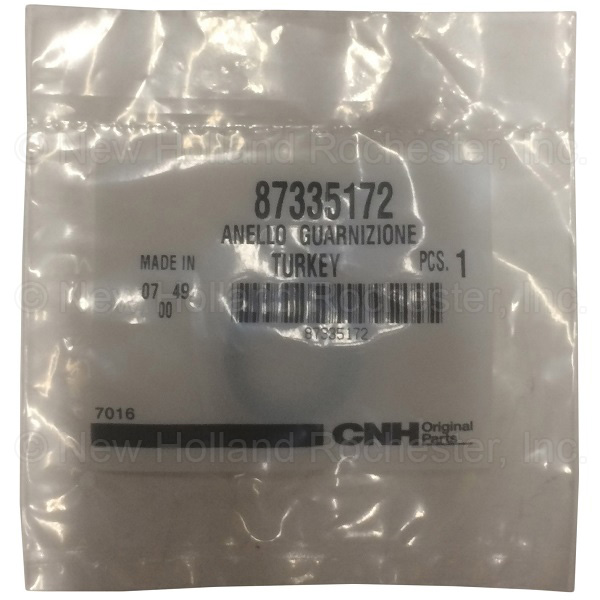 © New Holland Rochester, Inc.
87335172
ANELLO GUARNIZIONE
MADE IN TURKEY PCS. 1
07-49
00
© New Holland Rochester, Inc.
87335172
7016
CNH Original Parts
© New Holland Rochester, Inc.